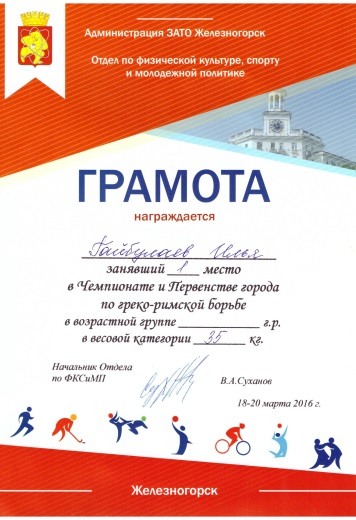 Администрация ЗАТО Железногорск
Отдел по физической культуре, спорту
и молодежной политике
ГРАМОТА
награждается
Гайбулаев Илья
занявший 1 место
в Чемпионате и Первенстве города
по греко-римской борьбе
в возрастной группе ____________ г.р.
в весовой категории 35 кг.
Начальник Отдела
по ФКСиМП
В.А.Суханов
18-20 марта 2016 г.
Железногорск